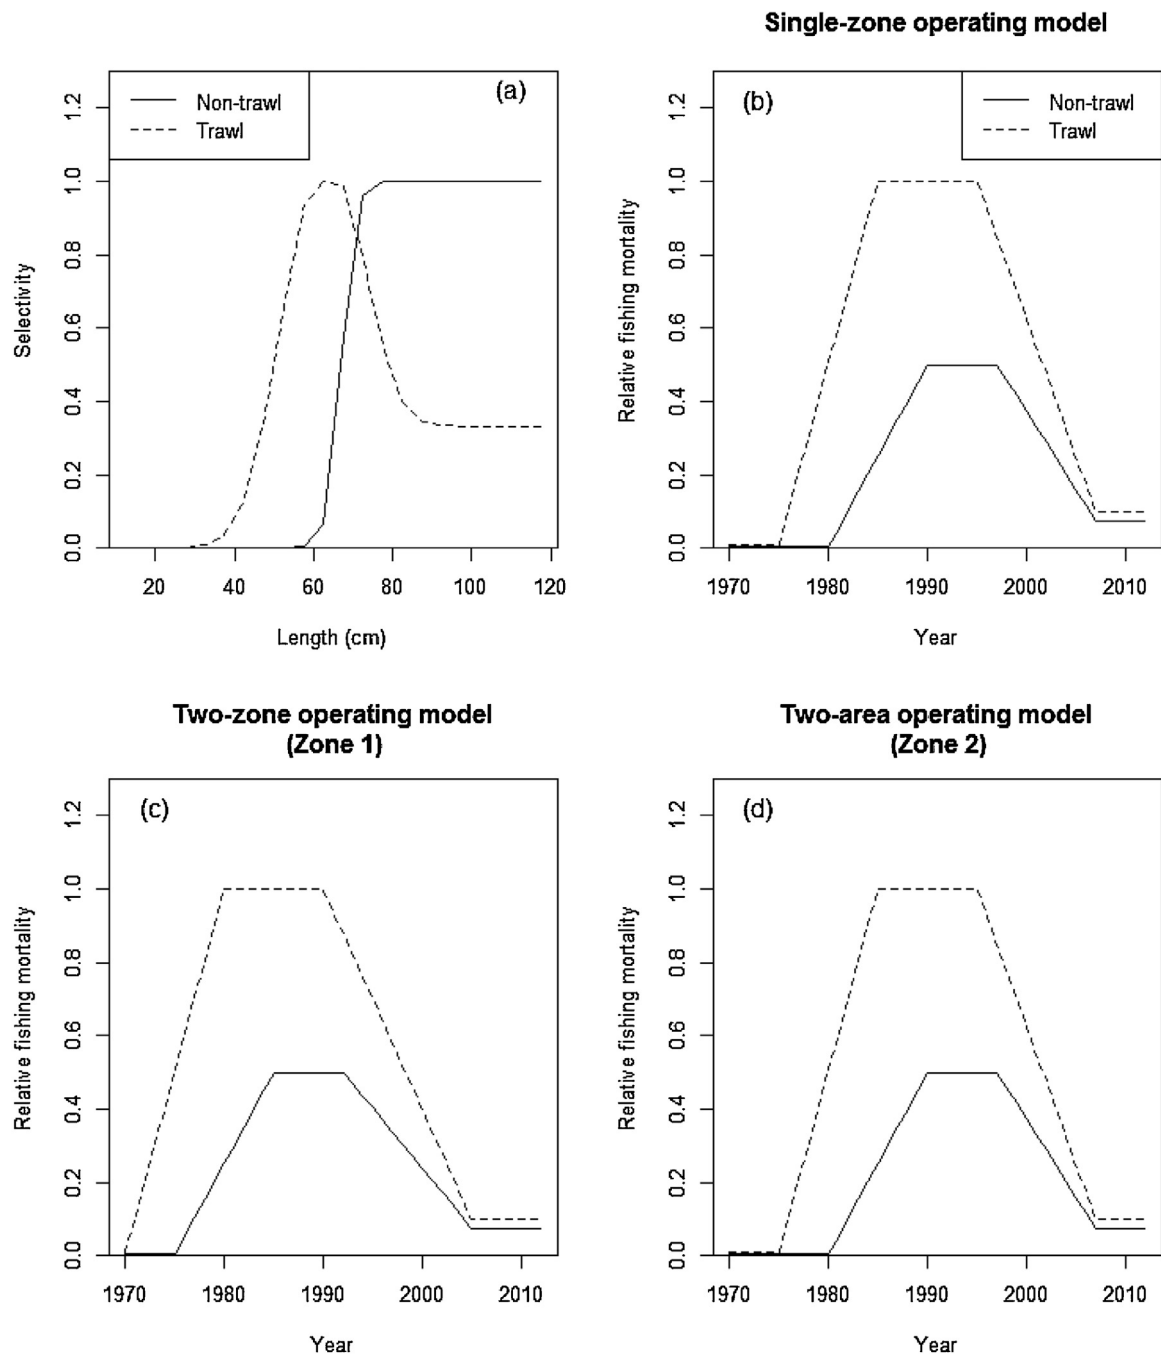 Single-zone operating model
(a)
Non-trawl
Trawl
1.2
1.0
0.8
0.6
0.4
0.2
0.0
Selectivity
20 40 60 80 100 120
Length (cm)
(b)
Non-trawl
Trawl
1.2
1.0
0.8
0.6
0.4
0.2
0.0
Relative fishing mortality
1970 1980 1990 2000 2010
Year
Two-zone operating model
(Zone 1)
(c)
1.2
1.0
0.8
0.6
0.4
0.2
0.0
Relative fishing mortality
1970 1980 1990 2000 2010
Year
Two-area operating model
(Zone 2)
(d)
1.2
1.0
0.8
0.6
0.4
0.2
0.0
Relative fishing mortality
1970 1980 1990 2000 2010
Year